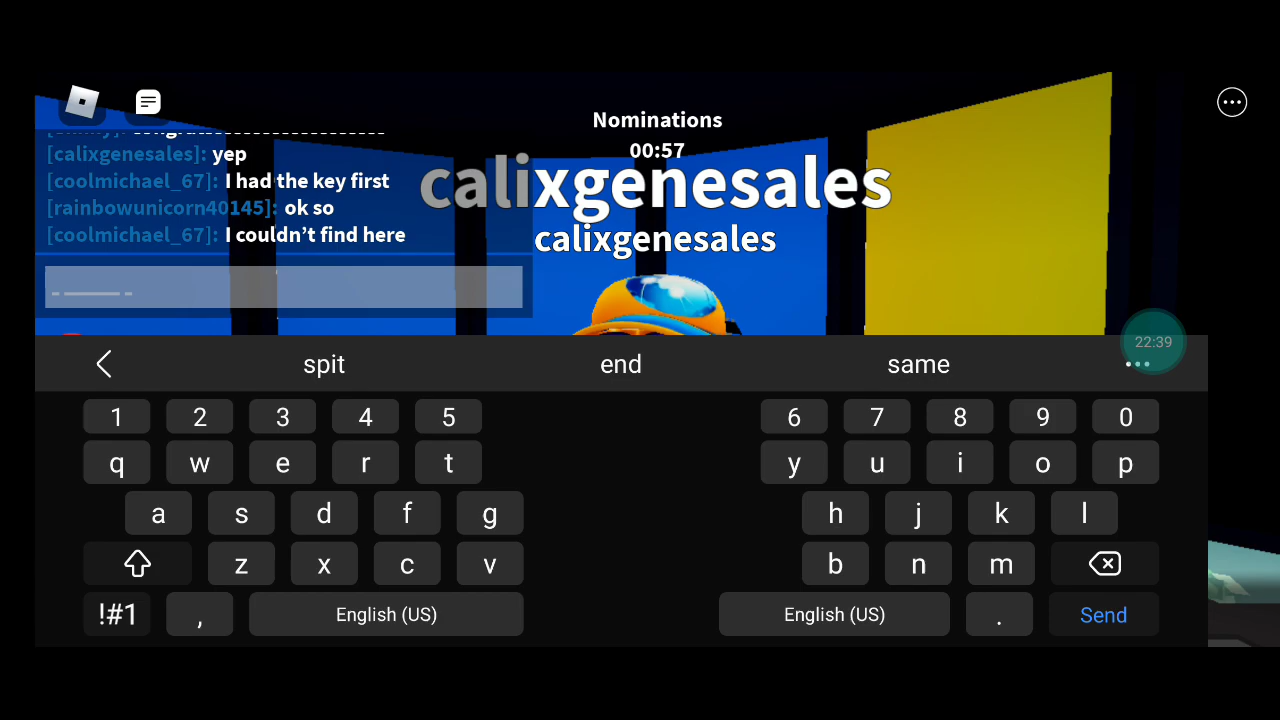 Nominations
00:57
calixgenesales
calixgenesales
[calixgenesales]: yep
[coolmichael_67]: I had the key first
[rainbowunicorn40145]: ok so
[coolmichael_67]: I couldn't find here
22:39
spit end same
1 2 3 4 5 6 7 8 9 0
q w e r t y u i o p
a s d f g h j k l
z x c v b n m
!#1 , English (US) English (US) . Send